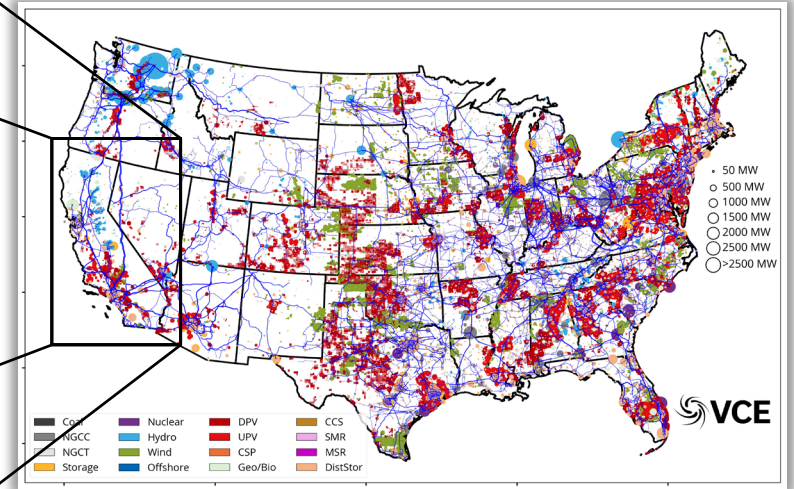 50 MW
500 MW
1000 MW
1500 MW
2000 MW
2500 MW
>2500 MW
VCE
Coal Nuclear DPV CCS
NGCC Hydro UPV SMR
NGCT Wind CSP MSR
Storage Offshore Geo/Bio DistStor